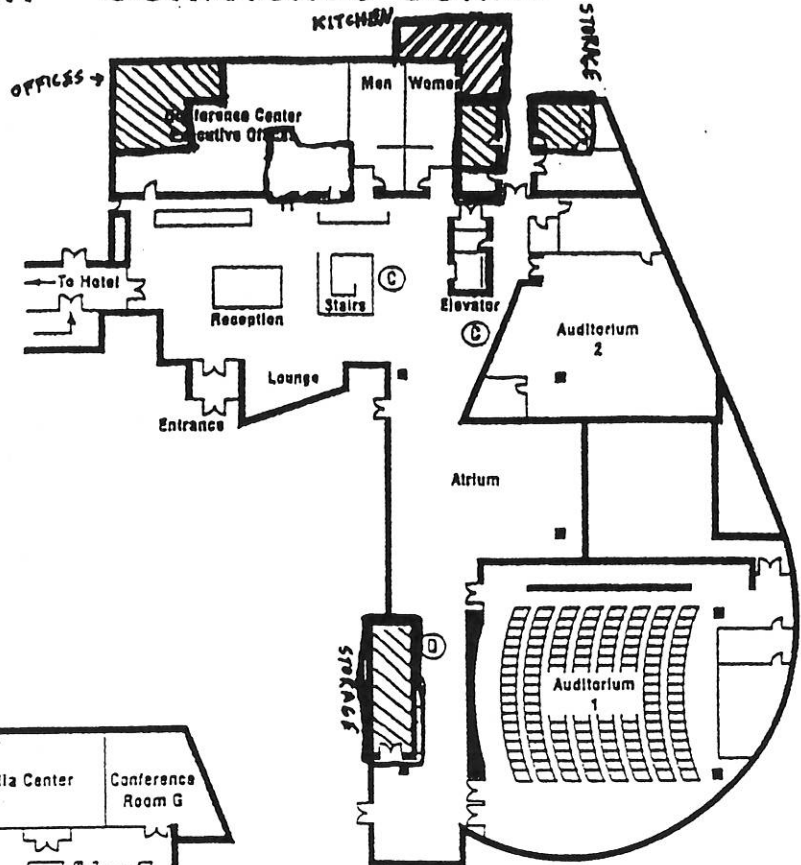 KITCHEN
STORAGE
OFFICES
Men
Women
Conference Center
Executive Offices
To Hotel
Reception
Stairs
C
Elevator
C
Auditorium
2
Lounge
Entrance
Atrium
STORAGE
D
Auditorium
1
Center
Conference
Room G